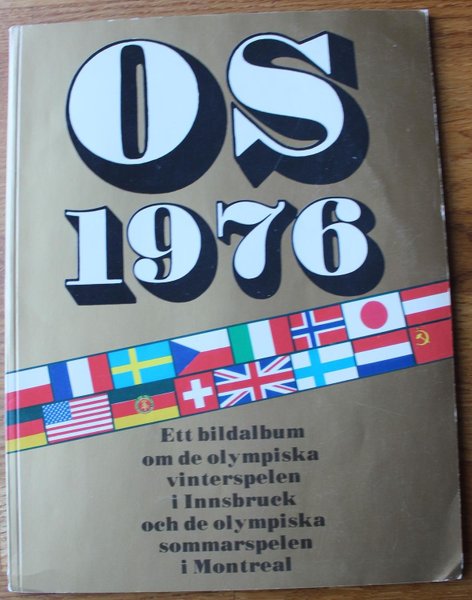 OS
1976
Ett bildalbum
om de olympiska
vinterspelen
i Innsbruck
och de olympiska
sommarspelen
i Montreal